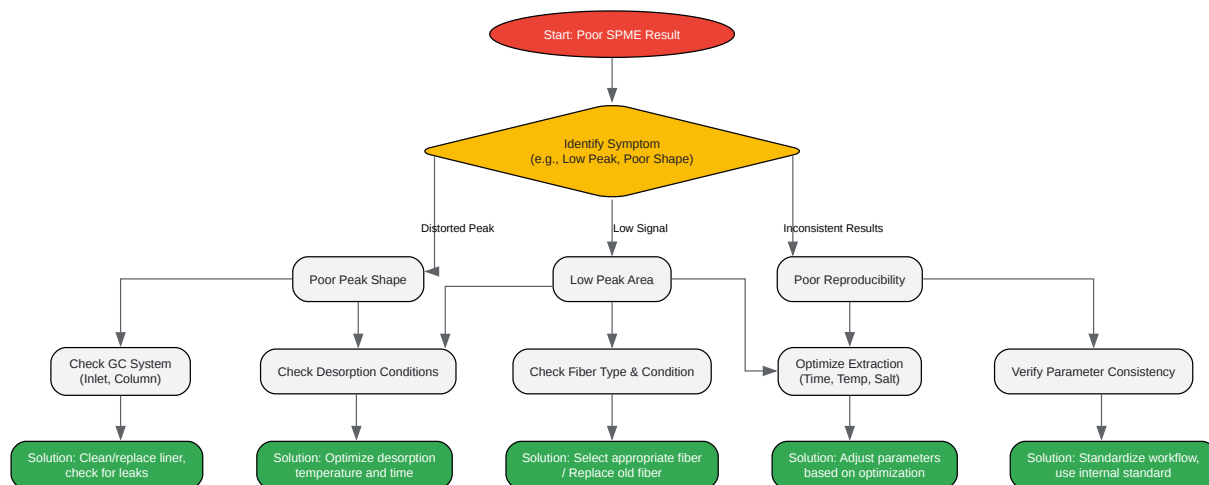 Start: Poor SPME Result
Identify Symptom
(e.g., Low Peak, Poor Shape)
Distorted Peak
Low Signal
Inconsistent Results
Poor Peak Shape
Low Peak Area
Poor Reproducibility
Check GC System
(Inlet, Column)
Check Desorption Conditions
Check Fiber Type & Condition
Optimize Extraction
(Time, Temp, Salt)
Verify Parameter Consistency
Solution: Clean/replace liner,
check for leaks
Solution: Optimize desorption
temperature and time
Solution: Select appropriate fiber
/ Replace old fiber
Solution: Adjust parameters
based on optimization
Solution: Standardize workflow,
use internal standard